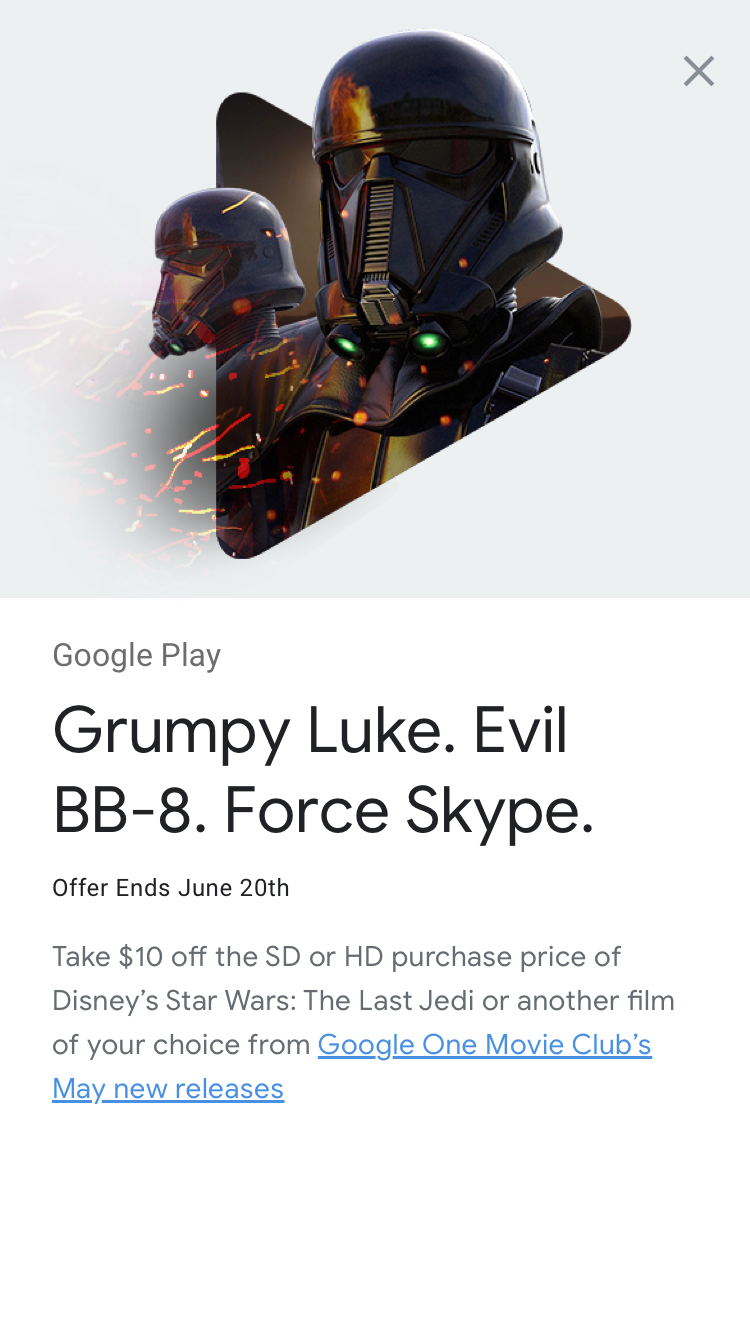 Google Play
Grumpy Luke. Evil
BB-8. Force Skype.
Offer Ends June 20th
Take $10 off the SD or HD purchase price of
Disney’s Star Wars: The Last Jedi or another film
of your choice from Google One Movie Club’s
May new releases